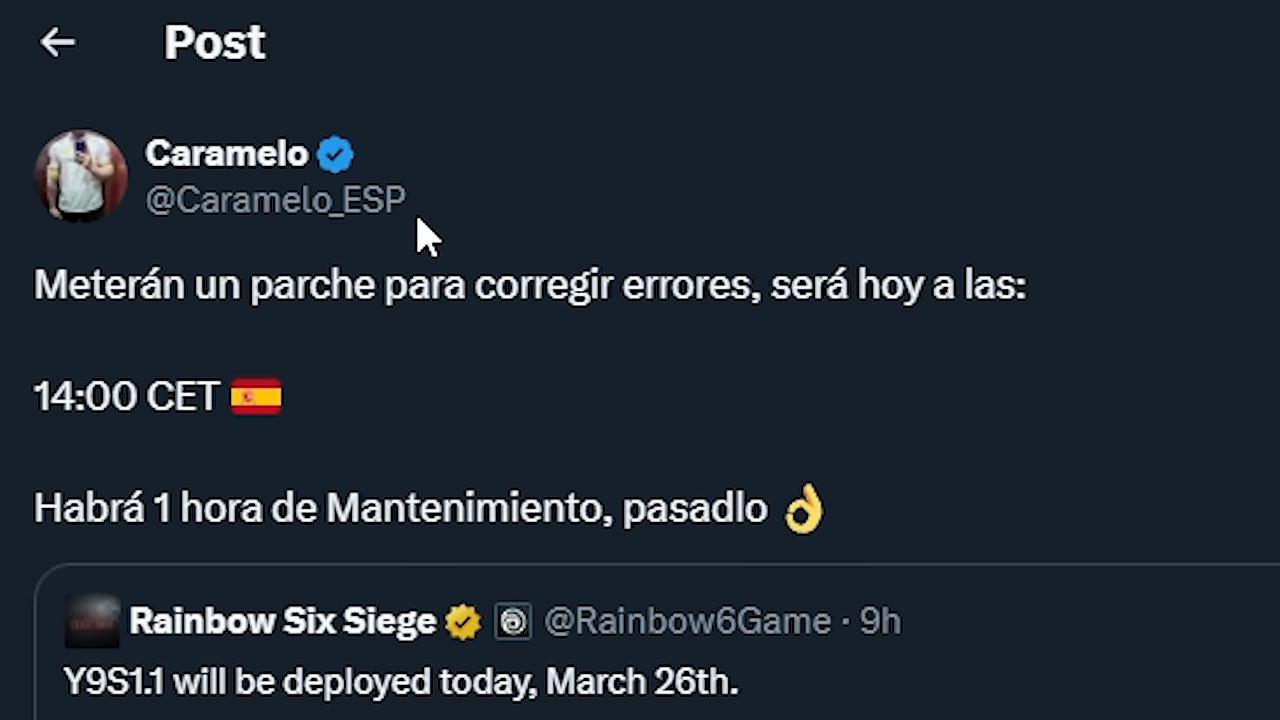 Post
Caramelo
@Caramelo_ESP
Meterán un parche para corregir errores, será hoy a las:
14:00 CET 🇪🇸
Habrá 1 hora de Mantenimiento, pasadlo 👌
Rainbow Six Siege @Rainbow6Game · 9h
Y9S1.1 will be deployed today, March 26th.